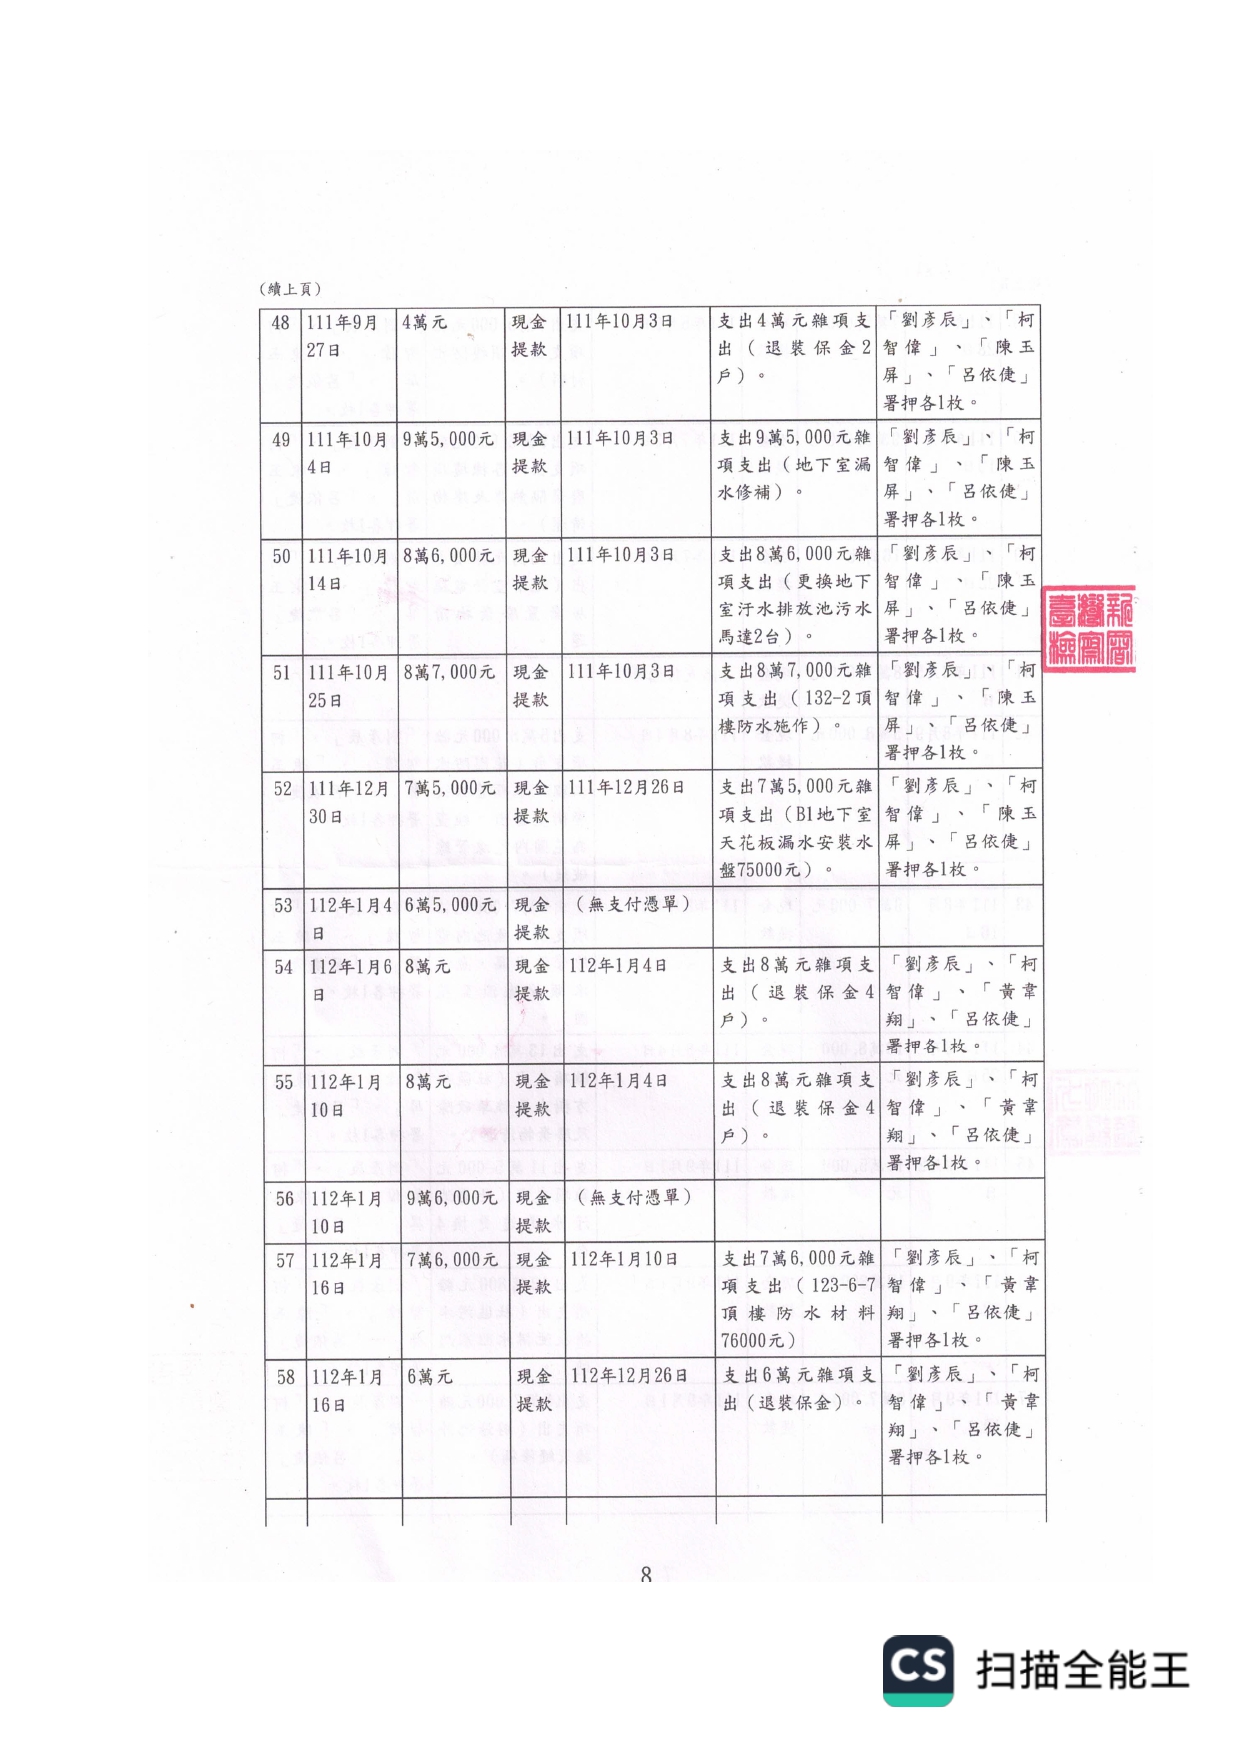 （續上頁）
48 111年9月27日 4萬元 現金提款 111年10月3日 支出4萬元雜項支出（退裝保金2戶）。 「劉彥辰」、「柯智偉」、「陳玉屏」、「呂依倢」署押各1枚。
49 111年10月4日 9萬5,000元 現金提款 111年10月3日 支出9萬5,000元雜項支出（地下室漏水修補）。 「劉彥辰」、「柯智偉」、「陳玉屏」、「呂依倢」署押各1枚。
50 111年10月14日 8萬6,000元 現金提款 111年10月3日 支出8萬6,000元雜項支出（更換地下室汙水排放池污水馬達2台）。 「劉彥辰」、「柯智偉」、「陳玉屏」、「呂依倢」署押各1枚。
51 111年10月25日 8萬7,000元 現金提款 111年10月3日 支出8萬7,000元雜項支出（132-2頂樓防水施作）。 「劉彥辰」、「柯智偉」、「陳玉屏」、「呂依倢」署押各1枚。
52 111年12月30日 7萬5,000元 現金提款 111年12月26日 支出7萬5,000元雜項支出（B1地下室天花板漏水安裝水盤75000元）。 「劉彥辰」、「柯智偉」、「陳玉屏」、「呂依倢」署押各1枚。
53 112年1月4日 6萬5,000元 現金提款 （無支付憑單）
54 112年1月6日 8萬元 現金提款 112年1月4日 支出8萬元雜項支出（退裝保金4戶）。 「劉彥辰」、「柯智偉」、「黃韋翔」、「呂依倢」署押各1枚。
55 112年1月10日 8萬元 現金提款 112年1月4日 支出8萬元雜項支出（退裝保金4戶）。 「劉彥辰」、「柯智偉」、「黃韋翔」、「呂依倢」署押各1枚。
56 112年1月10日 9萬6,000元 現金提款 （無支付憑單）
57 112年1月16日 7萬6,000元 現金提款 112年1月10日 支出7萬6,000元雜項支出（123-6-7頂樓防水材料76000元） 「劉彥辰」、「柯智偉」、「黃韋翔」、「呂依倢」署押各1枚。
58 112年1月16日 6萬元 現金提款 112年12月26日 支出6萬元雜項支出（退裝保金）。 「劉彥辰」、「柯智偉」、「黃韋翔」、「呂依倢」署押各1枚。
8
CS 扫描全能王